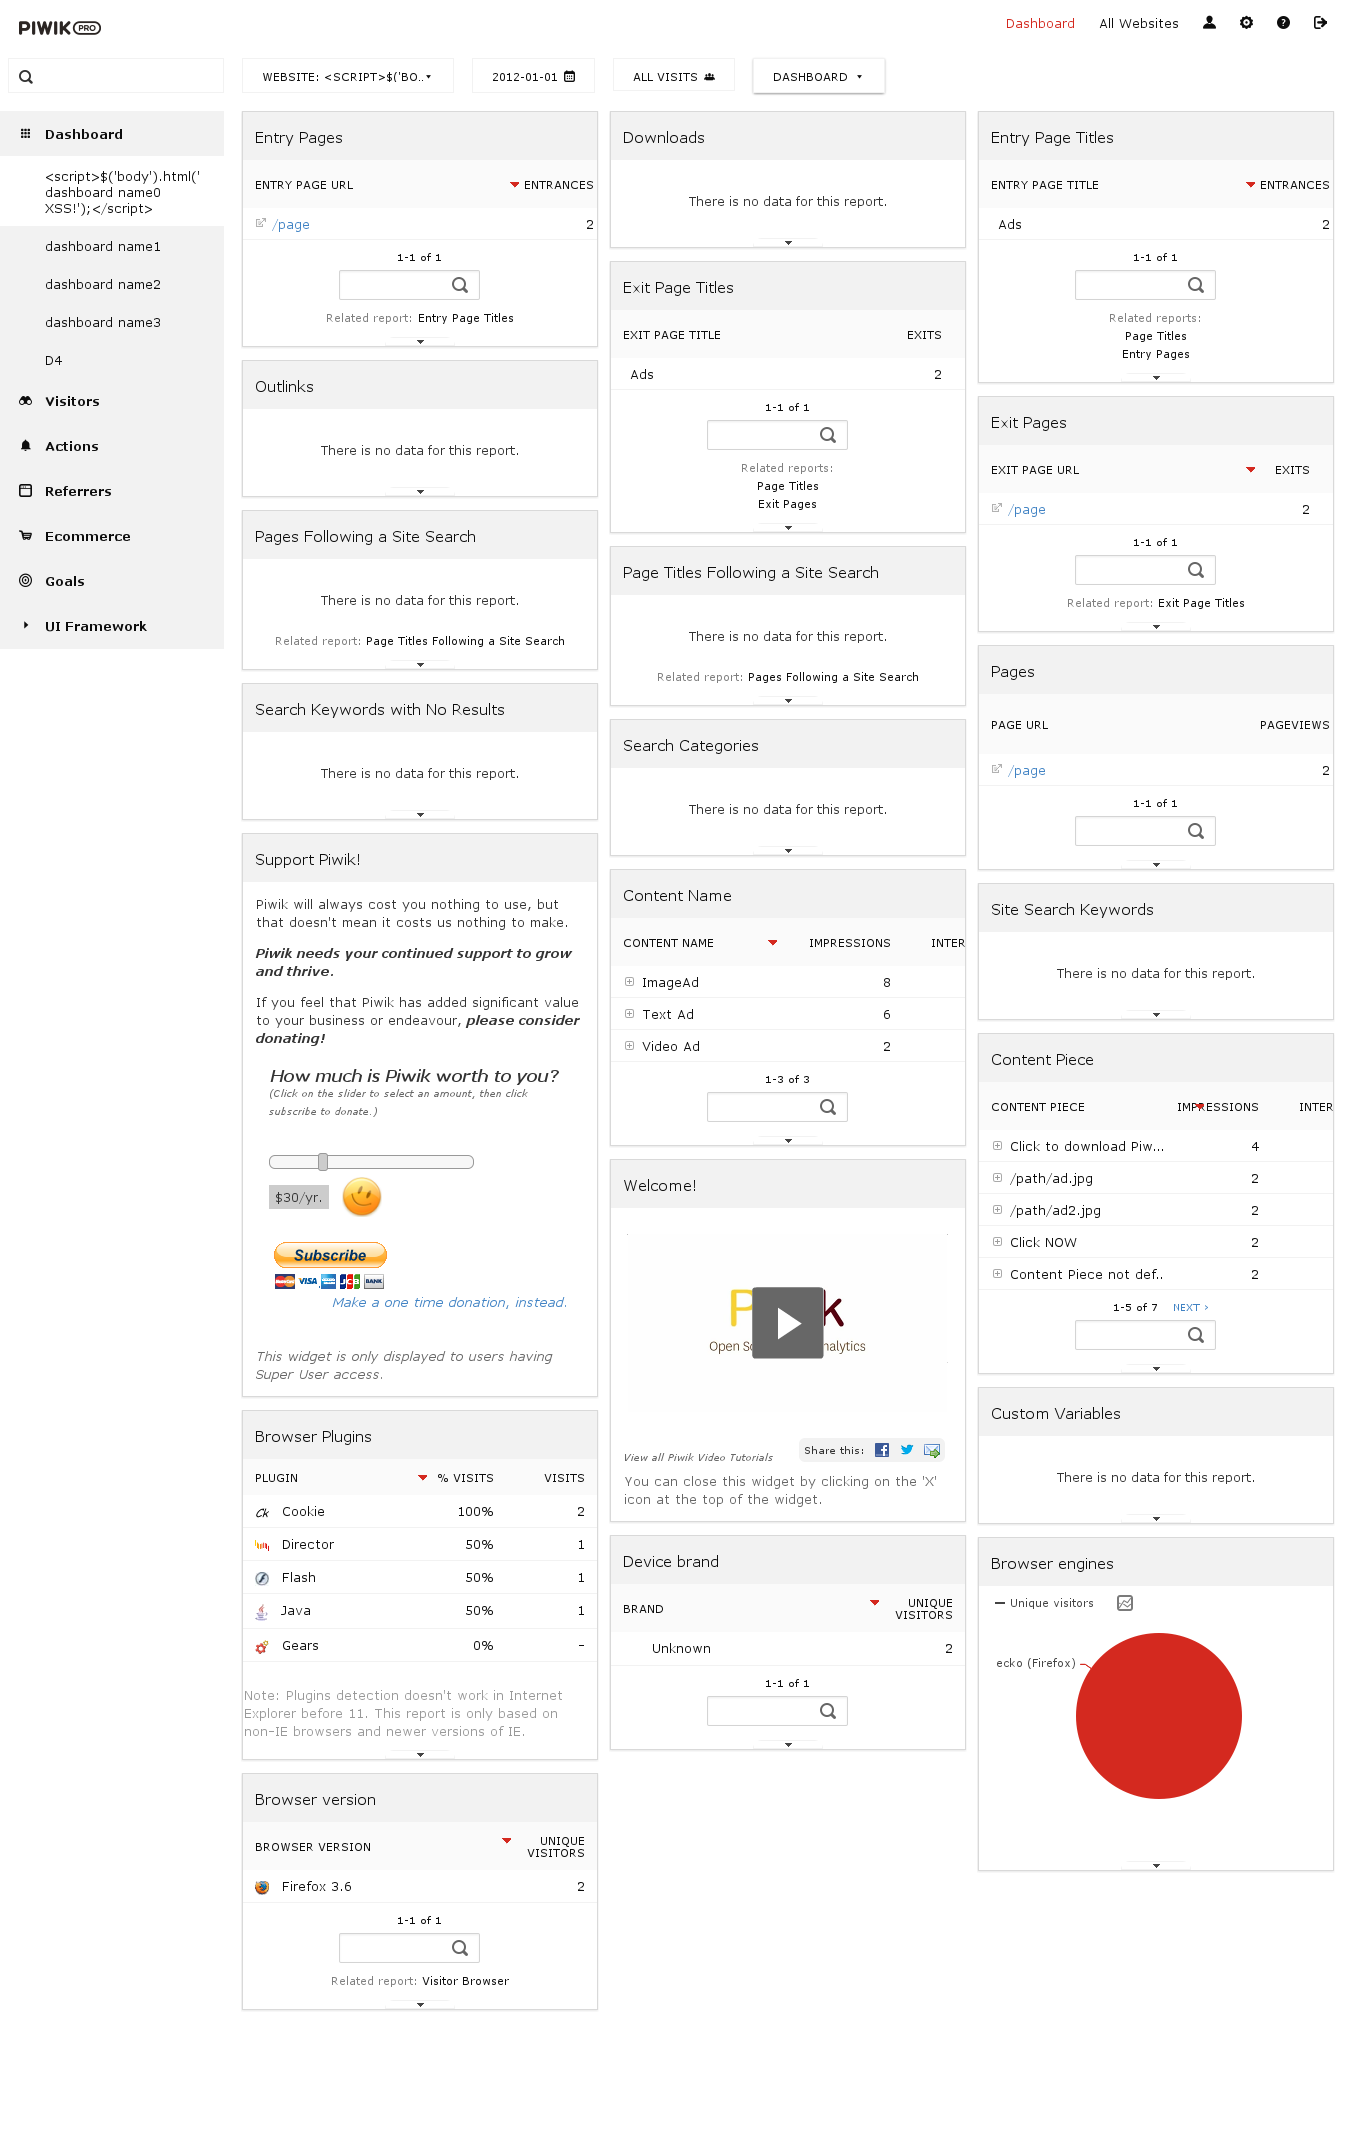 PIWIK PRO
Dashboard
All Websites
WEBSITE: <SCRIPT>$('BO..
2012-01-01
ALL VISITS
DASHBOARD
Dashboard
<script>$('body').html('
dashboard name0
XSS!');</script>
dashboard name1
dashboard name2
dashboard name3
D4
Visitors
Actions
Referrers
Ecommerce
Goals
UI Framework
Entry Pages
ENTRY PAGE URL ENTRANCES
/page 2
1-1 of 1
Related report: Entry Page Titles
Outlinks
There is no data for this report.
Pages Following a Site Search
There is no data for this report.
Related report: Page Titles Following a Site Search
Search Keywords with No Results
There is no data for this report.
Support Piwik!
Piwik will always cost you nothing to use, but
that doesn't mean it costs us nothing to make.
Piwik needs your continued support to grow
and thrive.
If you feel that Piwik has added significant value
to your business or endeavour, please consider
donating!
How much is Piwik worth to you?
(Click on the slider to select an amount, then click
subscribe to donate.)
$30/yr.
Subscribe
MasterCard VISA JCB BANK
Make a one time donation, instead.
This widget is only displayed to users having
Super User access.
Browser Plugins
PLUGIN % VISITS VISITS
Ck Cookie 100% 2
Director 50% 1
Flash 50% 1
Java 50% 1
Gears 0% -
Note: Plugins detection doesn't work in Internet
Explorer before 11. This report is only based on
non-IE browsers and newer versions of IE.
Browser version
BROWSER VERSION UNIQUE
VISITORS
Firefox 3.6 2
1-1 of 1
Related report: Visitor Browser
Downloads
There is no data for this report.
Exit Page Titles
EXIT PAGE TITLE EXITS
Ads 2
1-1 of 1
Related reports:
Page Titles
Exit Pages
Page Titles Following a Site Search
There is no data for this report.
Related report: Pages Following a Site Search
Search Categories
There is no data for this report.
Content Name
CONTENT NAME IMPRESSIONS INTER
ImageAd 8
Text Ad 6
Video Ad 2
1-3 of 3
Welcome!
P k
Open So nalytics
View all Piwik Video Tutorials
Share this:
You can close this widget by clicking on the 'X'
icon at the top of the widget.
Device brand
BRAND UNIQUE
VISITORS
Unknown 2
1-1 of 1
Entry Page Titles
ENTRY PAGE TITLE ENTRANCES
Ads 2
1-1 of 1
Related reports:
Page Titles
Entry Pages
Exit Pages
EXIT PAGE URL EXITS
/page 2
1-1 of 1
Related report: Exit Page Titles
Pages
PAGE URL PAGEVIEWS
/page 2
1-1 of 1
Site Search Keywords
There is no data for this report.
Content Piece
CONTENT PIECE IMPRESSIONS INTER
Click to download Piw... 4
/path/ad.jpg 2
/path/ad2.jpg 2
Click NOW 2
Content Piece not def.. 2
1-5 of 7 NEXT ›
Custom Variables
There is no data for this report.
Browser engines
Unique visitors
ecko (Firefox)